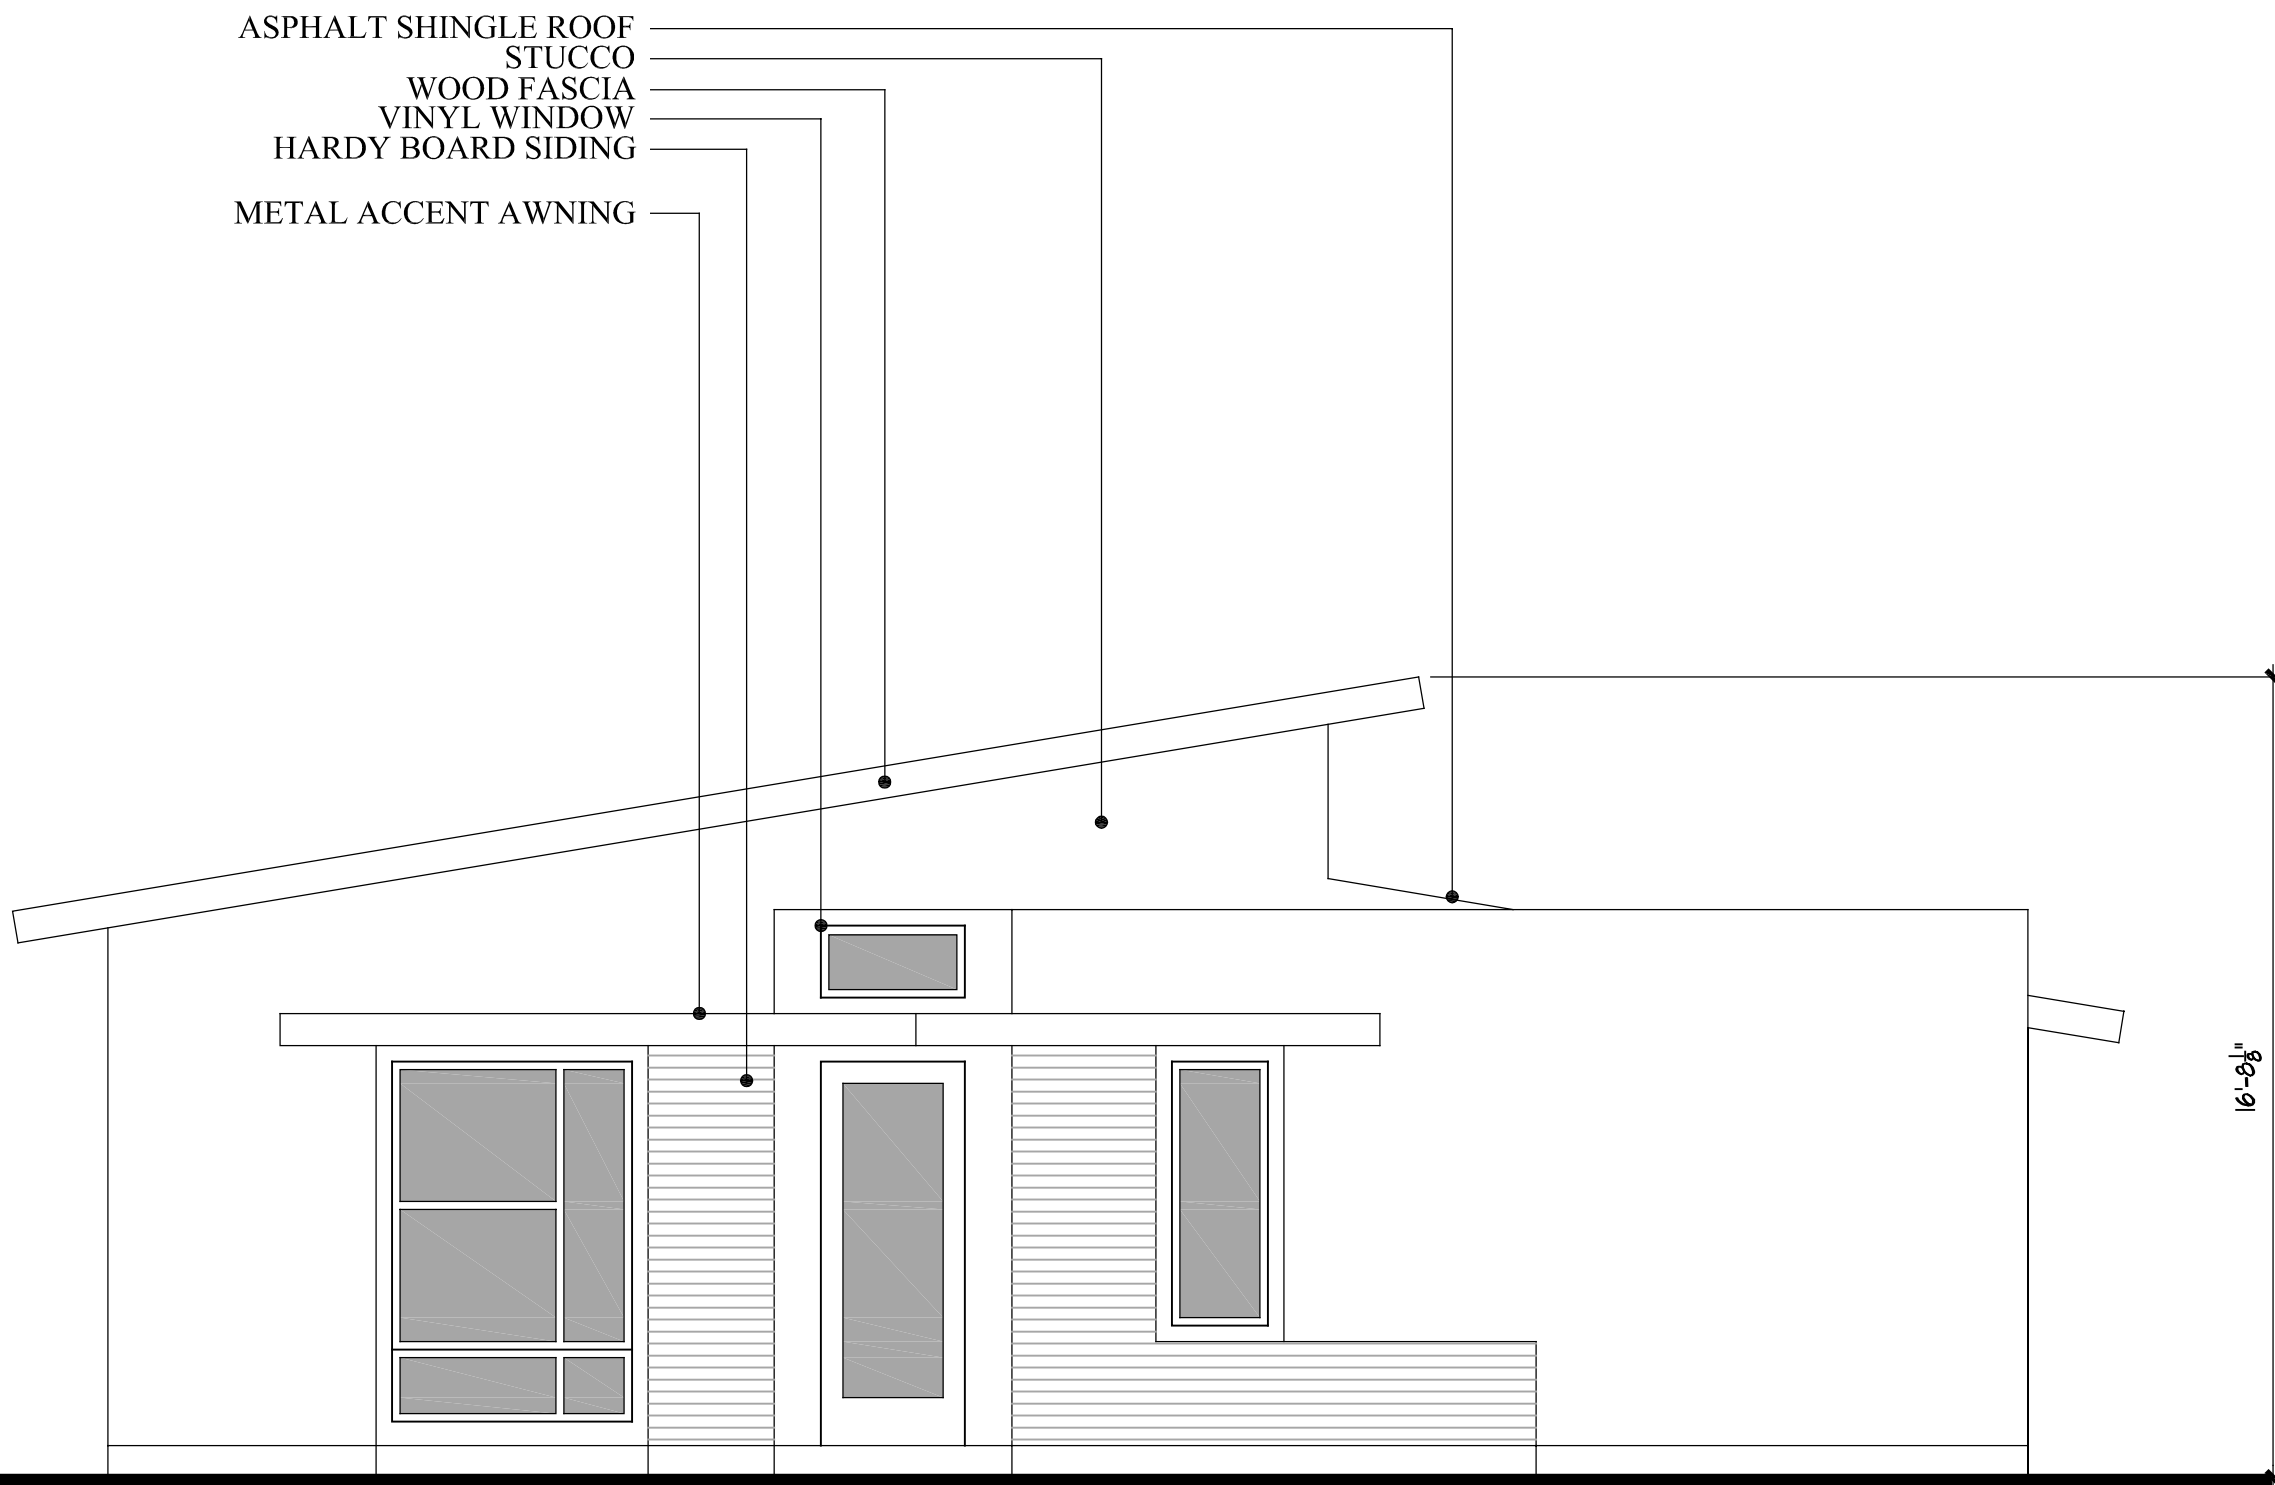 ASPHALT SHINGLE ROOF
STUCCO
WOOD FASCIA
VINYL WINDOW
HARDY BOARD SIDING
METAL ACCENT AWNING
16'-8 1/8"